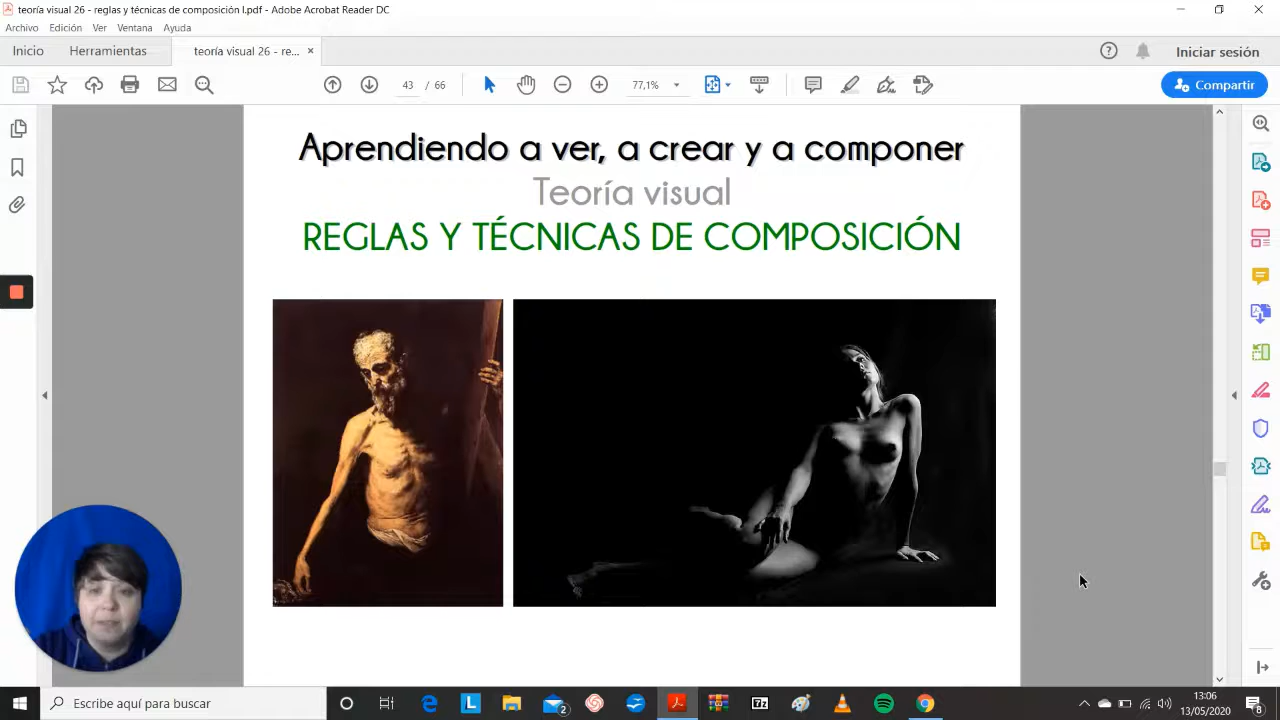 teoría visual 26 - reglas y técnicas de composición I.pdf - Adobe Acrobat Reader DC
Archivo Edición Ver Ventana Ayuda
Inicio Herramientas teoría visual 26 - re... × Iniciar sesión
43 / 66 77,1% Compartir
Aprendiendo a ver, a crear y a componer
Teoría visual
REGLAS Y TÉCNICAS DE COMPOSICIÓN
Escribe aquí para buscar
2
13:06
13/05/2020
8